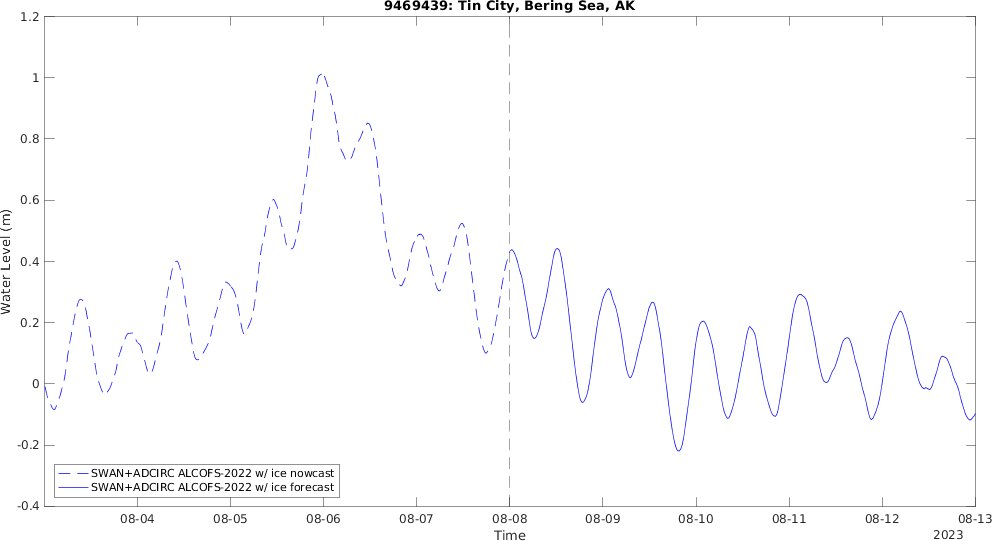 9469439: Tin City, Bering Sea, AK
1.2
1
0.8
0.6
0.4
0.2
0
-0.2
-0.4
Water Level (m)
SWAN+ADCIRC ALCOFS-2022 w/ ice nowcast
SWAN+ADCIRC ALCOFS-2022 w/ ice forecast
08-04 08-05 08-06 08-07 08-08 08-09 08-10 08-11 08-12 08-13
Time
2023